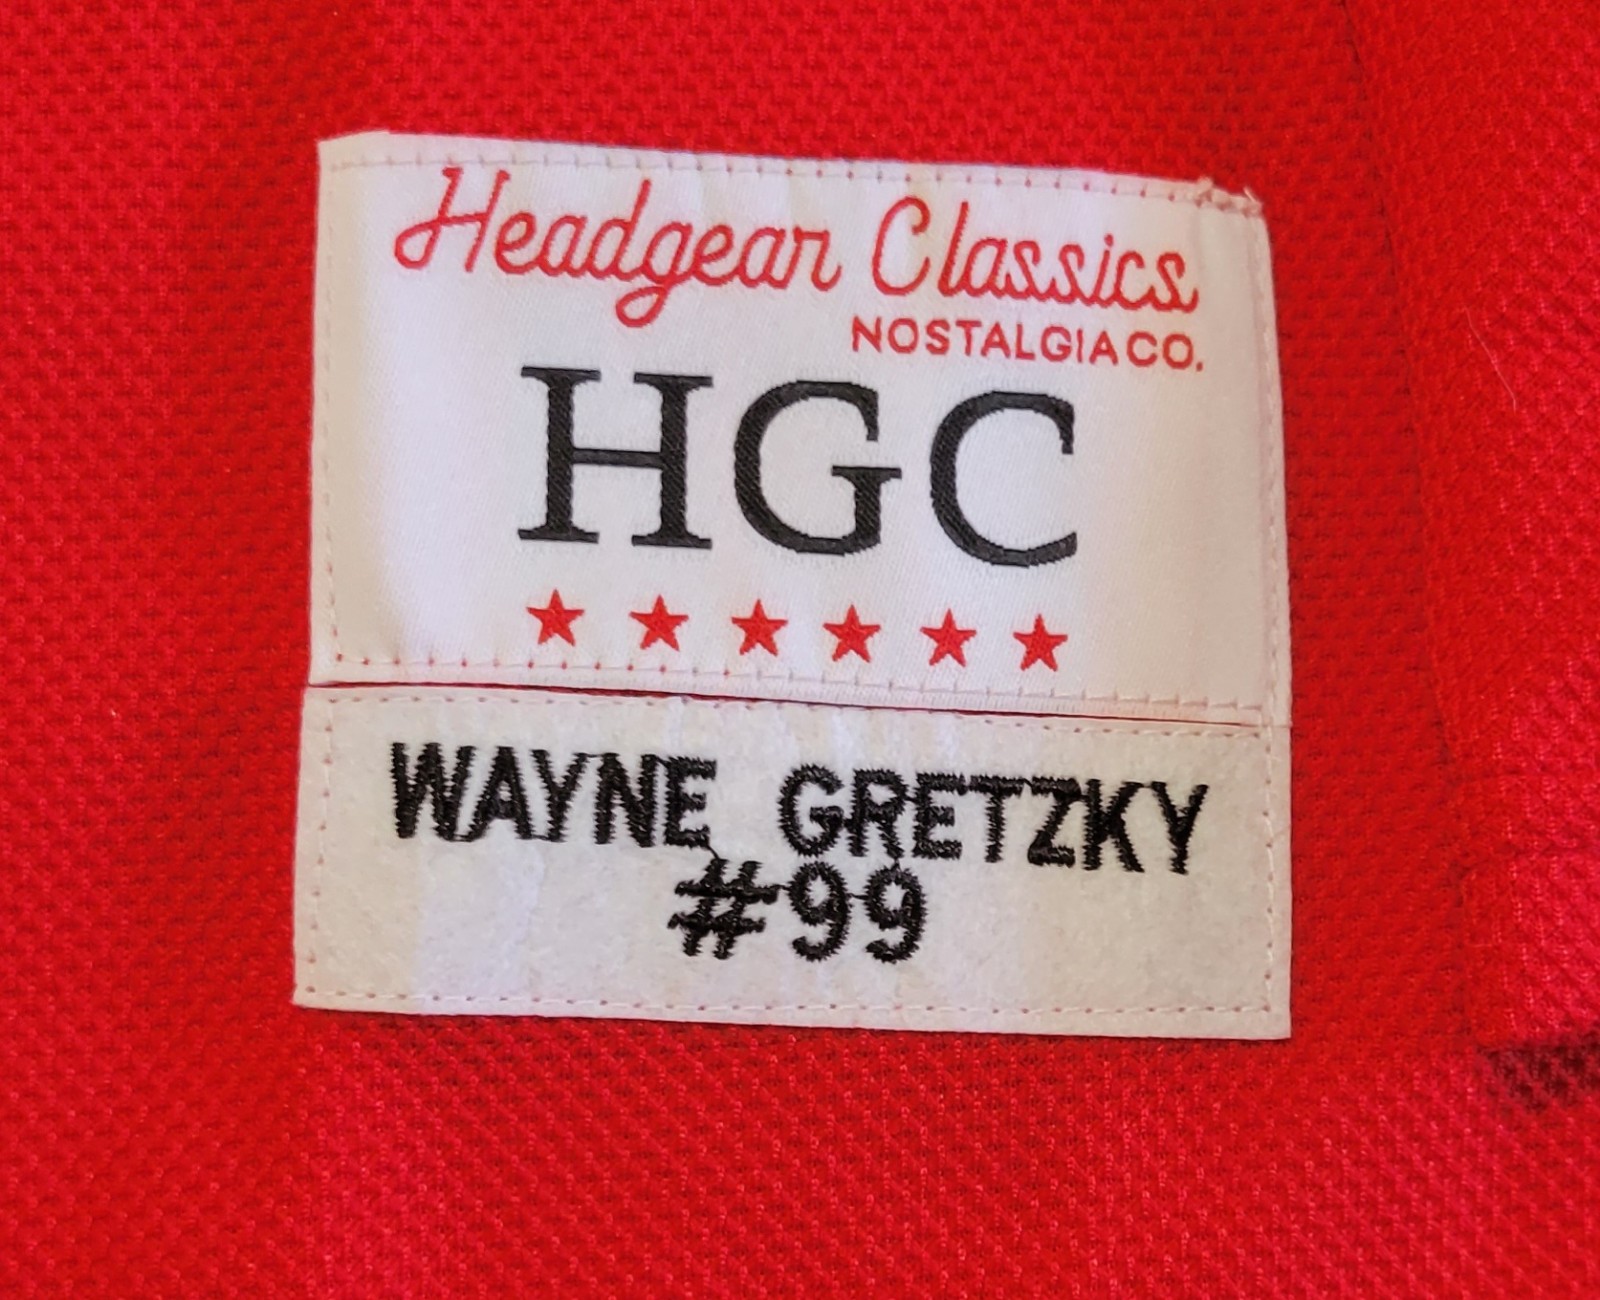 Headgear Classics
NOSTALGIA CO.
HGC
WAYNE GRETZKY
#99